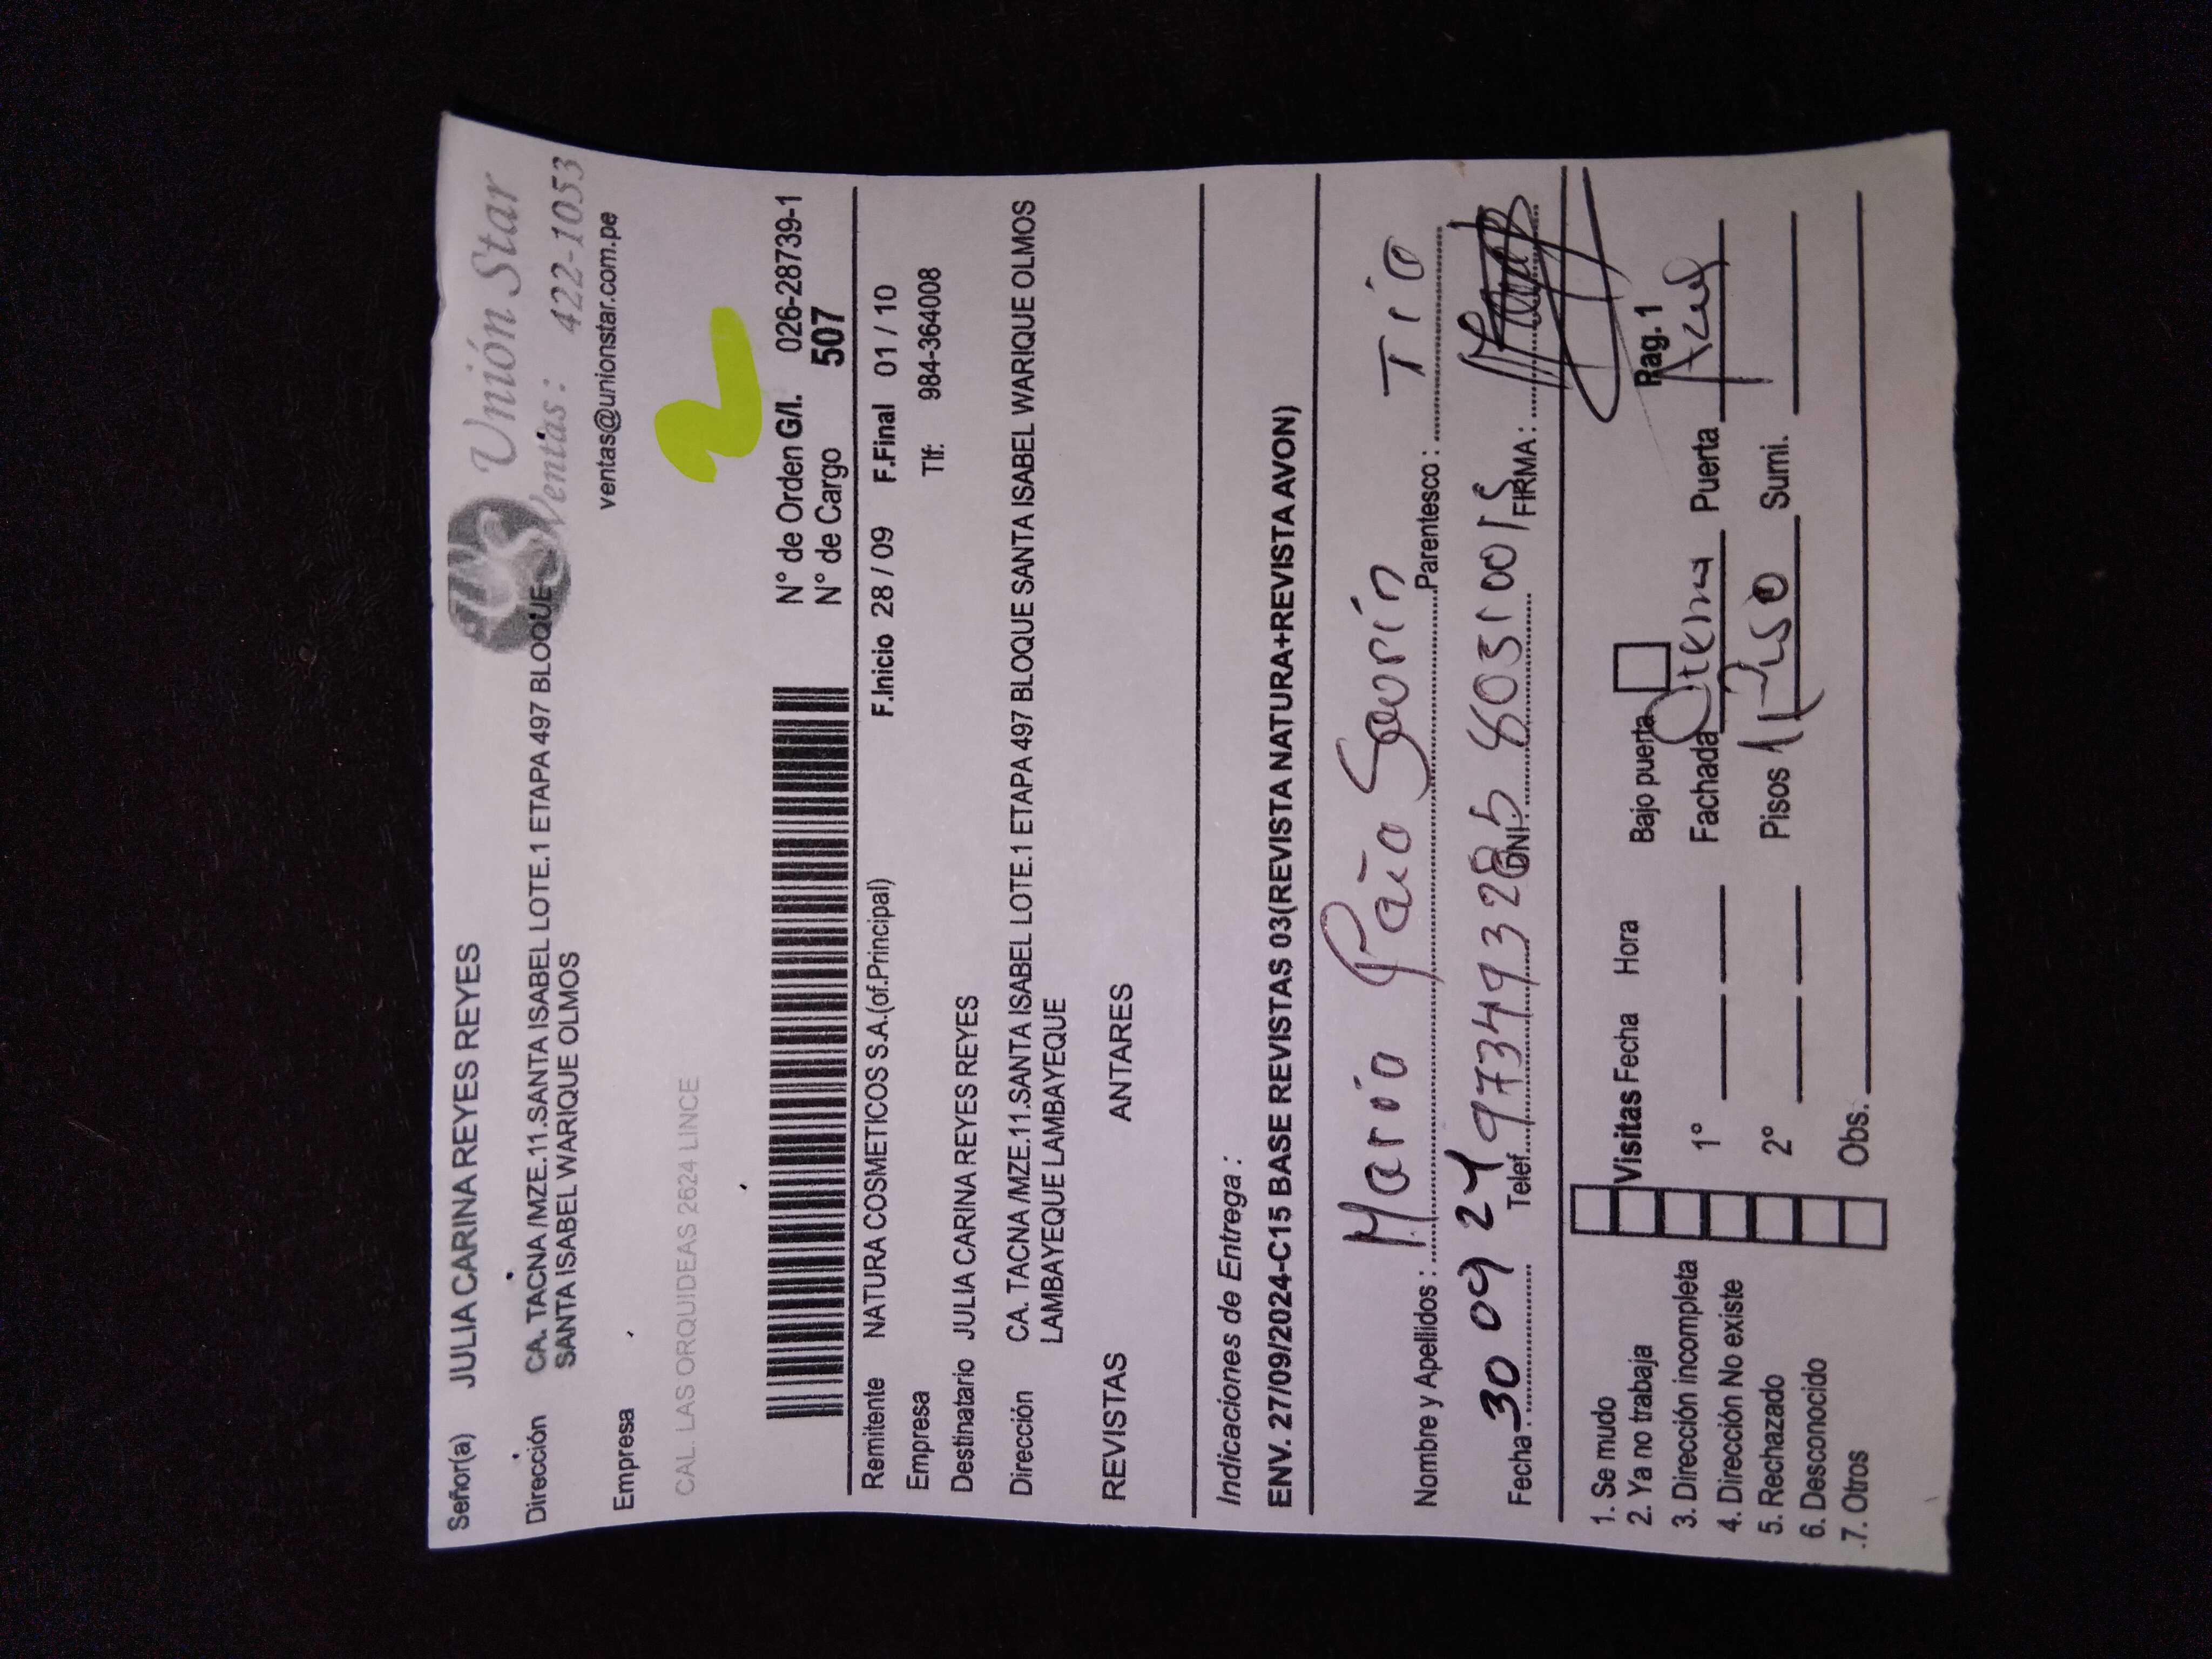 Señor(a) JULIA CARINA REYES REYES
Unión Star
Ventas: 422-1053
Dirección CA. TACNA /MZE.11.SANTA ISABEL LOTE.1 ETAPA 497 BLOQUE
SANTA ISABEL WARIQUE OLMOS
ventas@unionstar.com.pe
Empresa
2
CAL. LAS ORQUIDEAS 2624 LINCE
N° de Orden G/I. 026-28739-1
N° de Cargo 507
Remitente NATURA COSMETICOS S.A.(of.Principal) F.Inicio 28 / 09 F.Final 01 / 10
Empresa Tlf: 984-364008
Destinatario JULIA CARINA REYES REYES
Dirección CA. TACNA /MZE.11.SANTA ISABEL LOTE.1 ETAPA 497 BLOQUE SANTA ISABEL WARIQUE OLMOS
LAMBAYEQUE LAMBAYEQUE
REVISTAS ANTARES
Indicaciones de Entrega :
ENV. 27/09/2024-C15 BASE REVISTAS 03(REVISTA NATURA+REVISTA AVON)
Nombre y Apellidos : Mario Parentesco : Tio
Fecha 30 09 24 Telef. DNI: FIRMA :
1. Se mudo
2. Ya no trabaja
3. Dirección incompleta
4. Dirección No existe
5. Rechazado
6. Desconocido
7. Otros
Visitas Fecha Hora Bajo puerta Rag. 1
1° Fachada Puerta Azul
2° Pisos 1 Piso Sumi.
Obs.